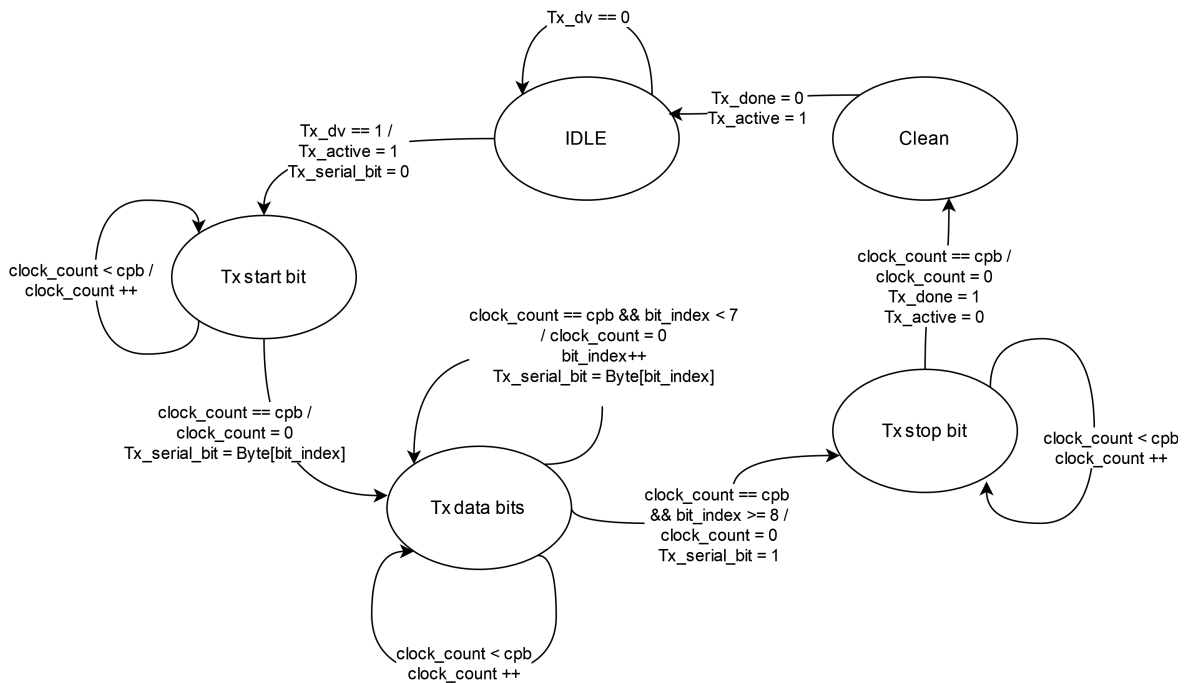 Tx_dv == 0
IDLE
Tx_done = 0
Tx_active = 1
Clean
Tx_dv == 1 /
Tx_active = 1
Tx_serial_bit = 0
Tx start bit
clock_count < cpb /
clock_count ++
clock_count == cpb /
clock_count = 0
Tx_done = 1
Tx_active = 0
clock_count == cpb && bit_index < 7
/ clock_count = 0
bit_index++
Tx_serial_bit = Byte[bit_index]
clock_count == cpb /
clock_count = 0
Tx_serial_bit = Byte[bit_index]
Tx stop bit
clock_count < cpb
clock_count ++
Tx data bits
clock_count == cpb
&& bit_index >= 8 /
clock_count = 0
Tx_serial_bit = 1
clock_count < cpb
clock_count ++